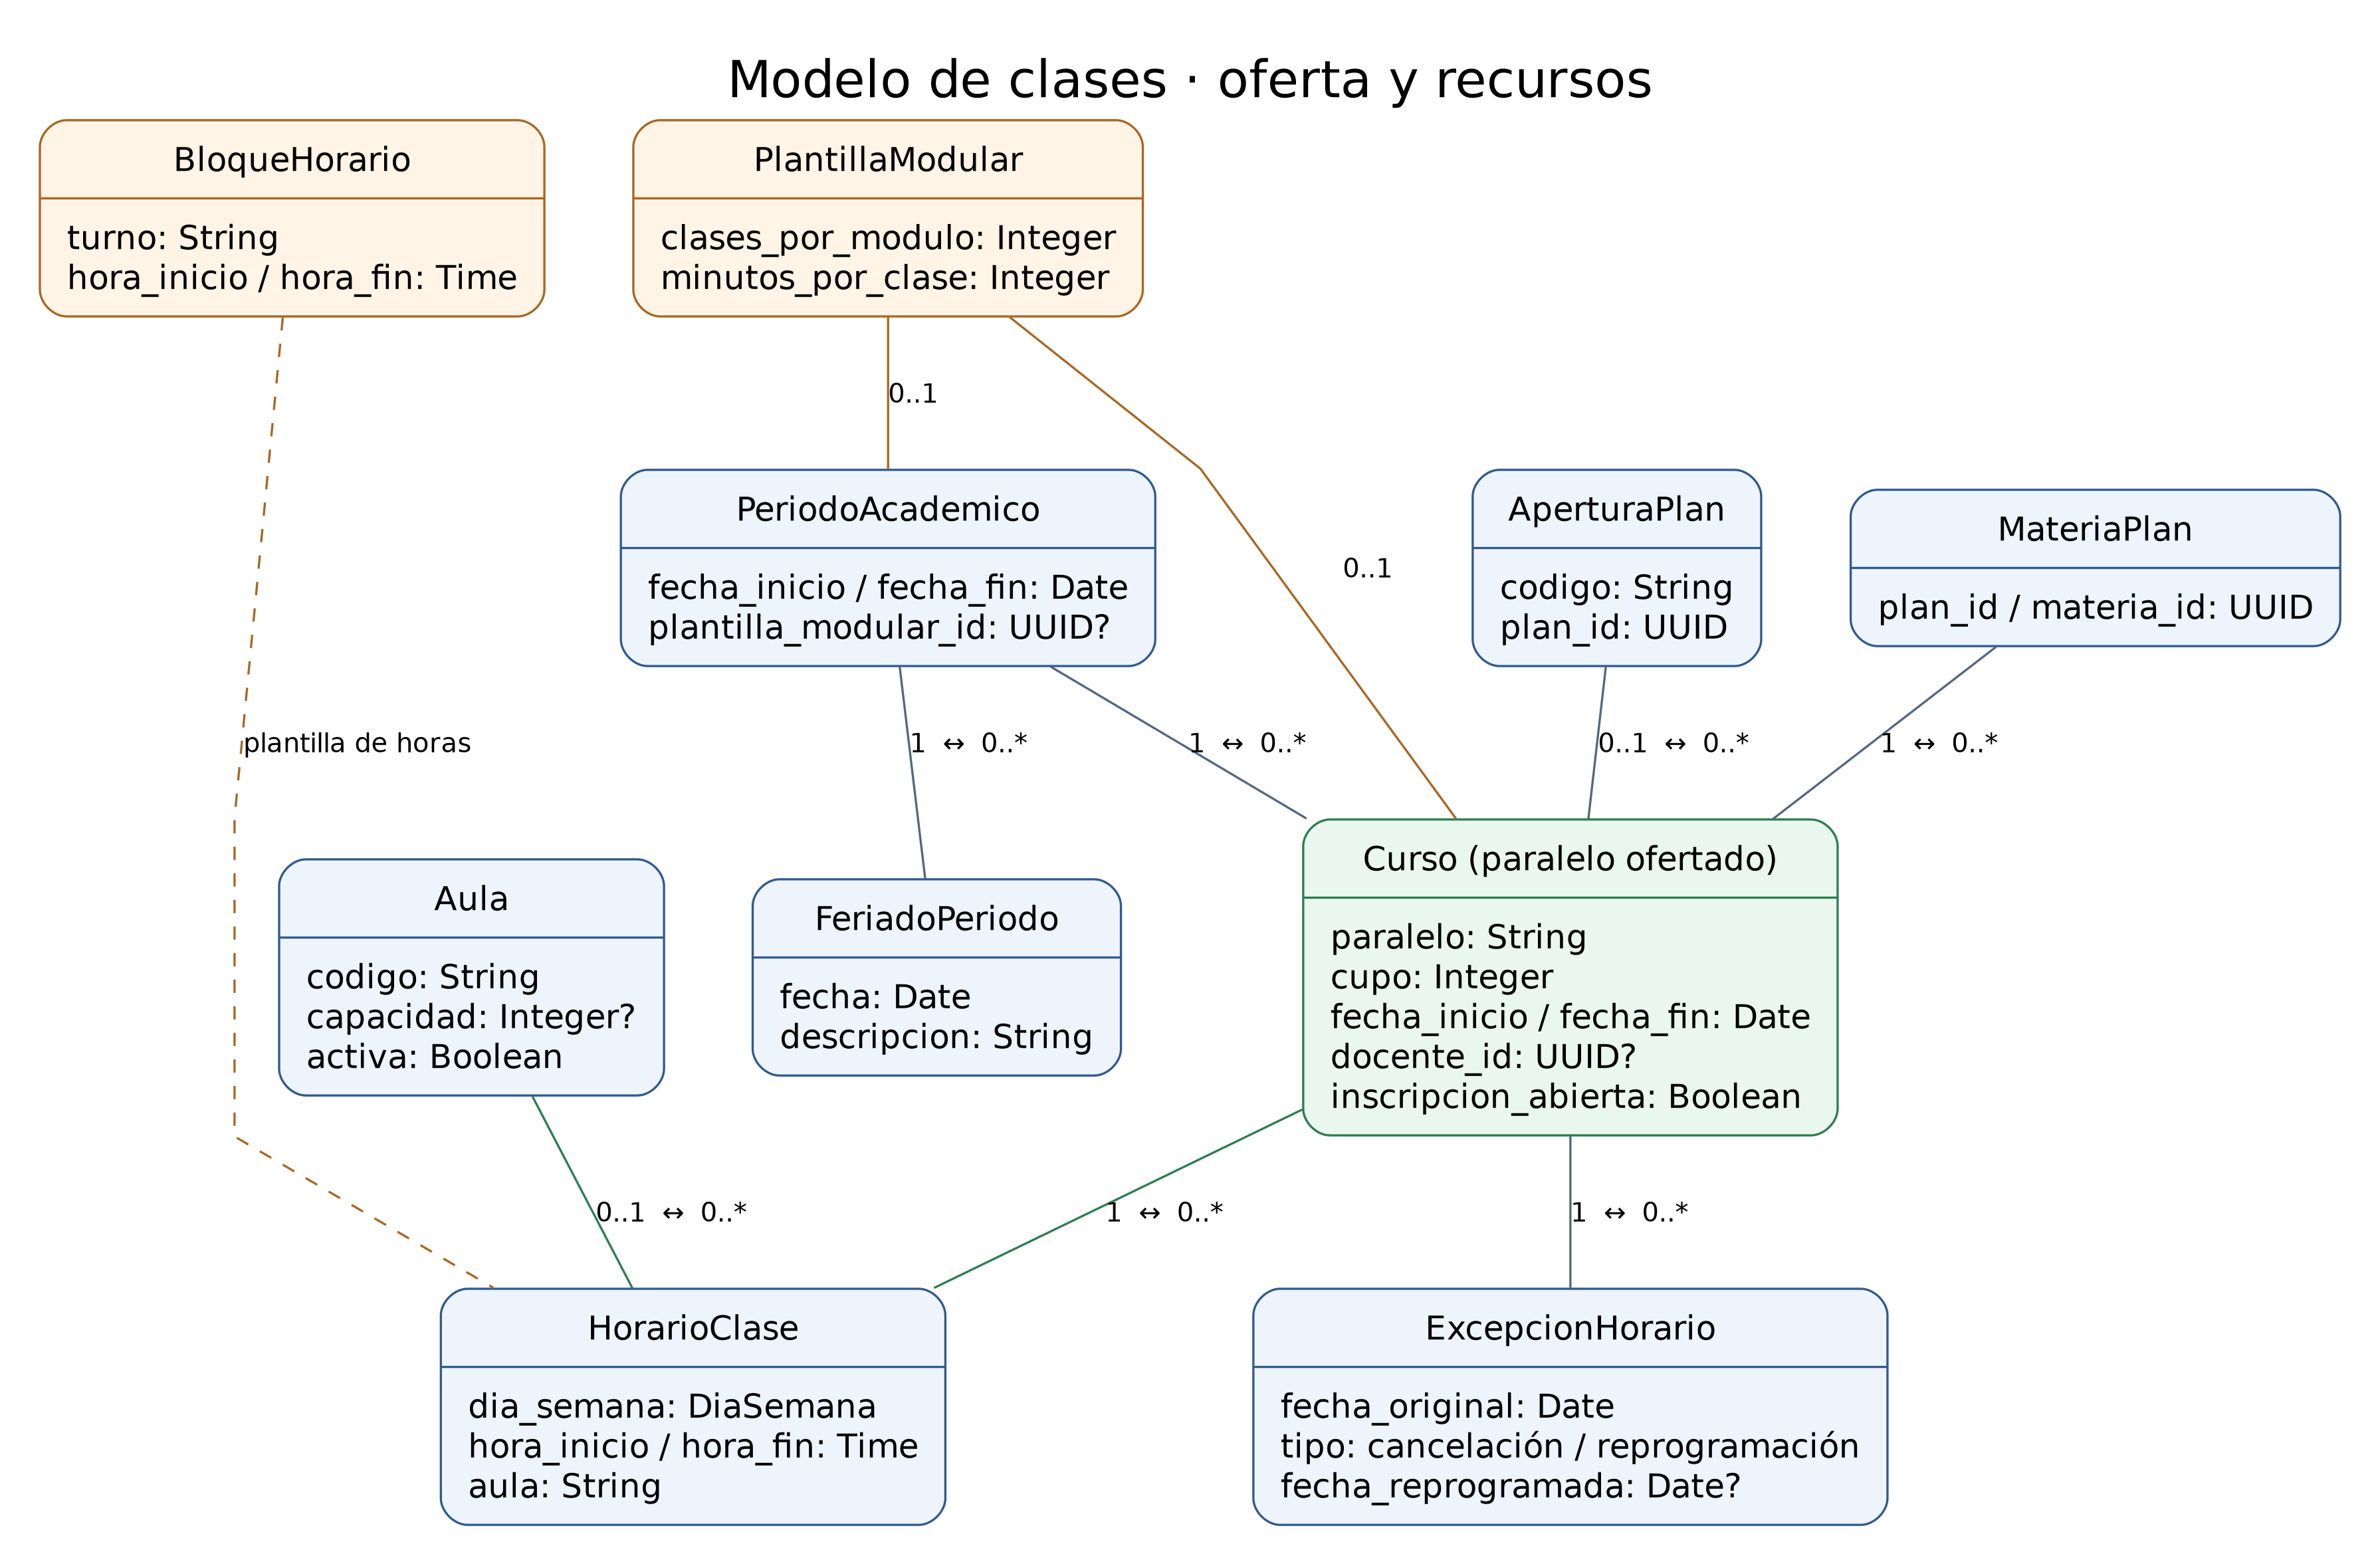 Modelo de clases · oferta y recursos
BloqueHorario
turno: String
hora_inicio / hora_fin: Time
PlantillaModular
clases_por_modulo: Integer
minutos_por_clase: Integer
0..1
PeriodoAcademico
fecha_inicio / fecha_fin: Date
plantilla_modular_id: UUID?
0..1
AperturaPlan
codigo: String
plan_id: UUID
MateriaPlan
plan_id / materia_id: UUID
plantilla de horas
1 ↔ 0..*
1 ↔ 0..*
0..1 ↔ 0..*
1 ↔ 0..*
Aula
codigo: String
capacidad: Integer?
activa: Boolean
FeriadoPeriodo
fecha: Date
descripcion: String
Curso (paralelo ofertado)
paralelo: String
cupo: Integer
fecha_inicio / fecha_fin: Date
docente_id: UUID?
inscripcion_abierta: Boolean
0..1 ↔ 0..*
1 ↔ 0..*
1 ↔ 0..*
HorarioClase
dia_semana: DiaSemana
hora_inicio / hora_fin: Time
aula: String
ExcepcionHorario
fecha_original: Date
tipo: cancelación / reprogramación
fecha_reprogramada: Date?